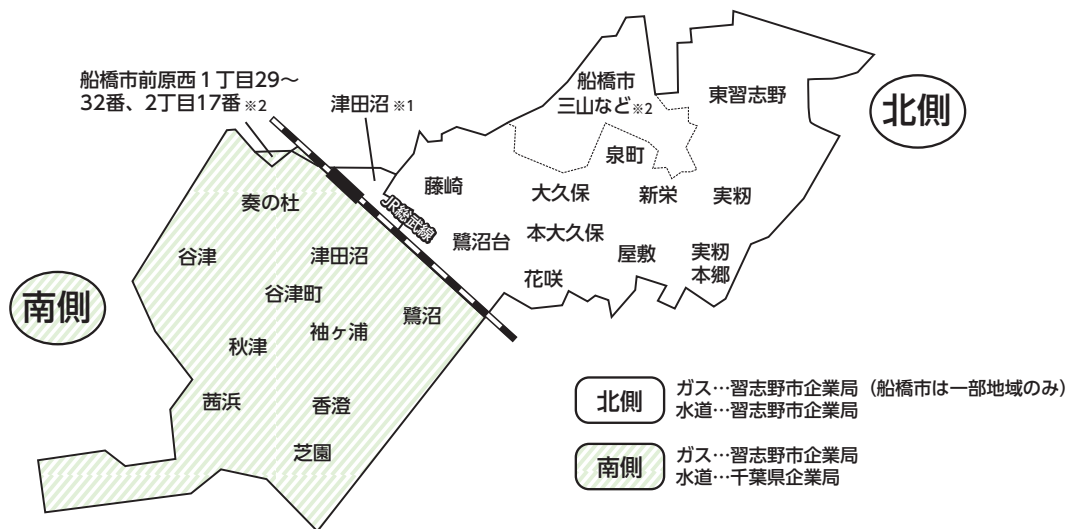 船橋市前原西1丁目29～
32番、2丁目17番※2
津田沼※1
船橋市
三山など※2
東習志野
北側
泉町
藤崎
大久保
新栄
実籾
奏の杜
JR総武線
鷺沼台
本大久保
谷津
津田沼
屋敷
実籾
本郷
花咲
谷津町
南側
鷺沼
袖ヶ浦
秋津
茜浜
香澄
芝園
北側
ガス…習志野市企業局（船橋市は一部地域のみ）
水道…習志野市企業局
南側
ガス…習志野市企業局
水道…千葉県企業局